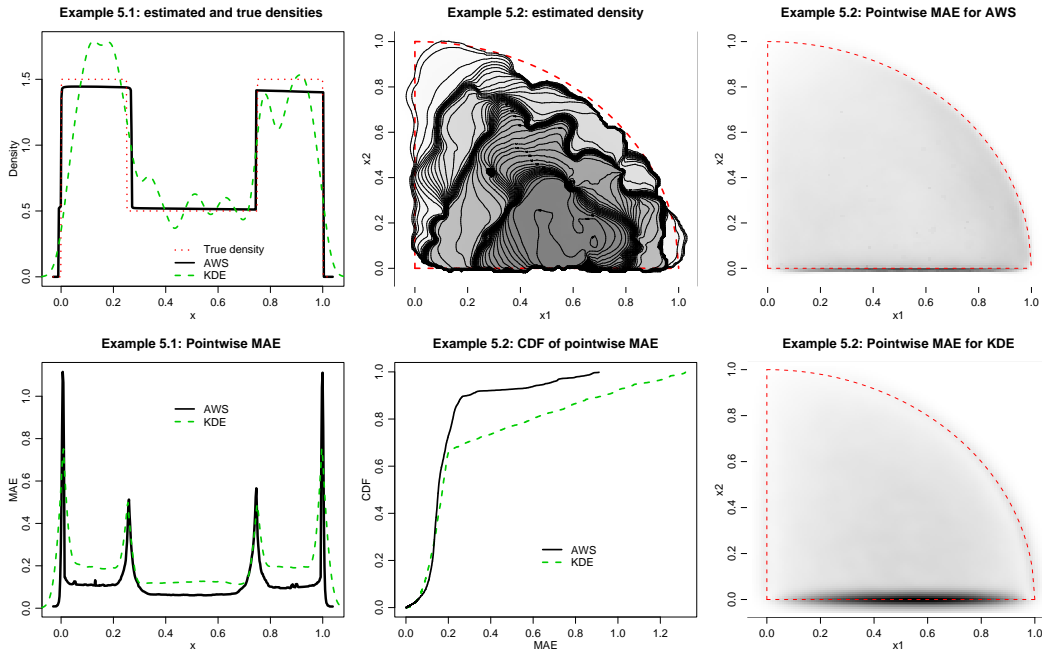 Example 5.1: estimated and true densities
Density
0.0 0.5 1.0 1.5
True density
AWS
KDE
0.0 0.2 0.4 0.6 0.8 1.0
x
Example 5.2: estimated density
x2
0.0 0.2 0.4 0.6 0.8 1.0
0.0 0.2 0.4 0.6 0.8 1.0
x1
Example 5.2: Pointwise MAE for AWS
x2
0.0 0.2 0.4 0.6 0.8 1.0
0.0 0.2 0.4 0.6 0.8 1.0
x1
Example 5.1: Pointwise MAE
MAE
0.0 0.2 0.4 0.6 0.8 1.0
AWS
KDE
0.0 0.2 0.4 0.6 0.8 1.0
x
Example 5.2: CDF of pointwise MAE
CDF
0.0 0.2 0.4 0.6 0.8 1.0
AWS
KDE
0.0 0.2 0.4 0.6 0.8 1.0 1.2
MAE
Example 5.2: Pointwise MAE for KDE
x2
0.0 0.2 0.4 0.6 0.8 1.0
0.0 0.2 0.4 0.6 0.8 1.0
x1